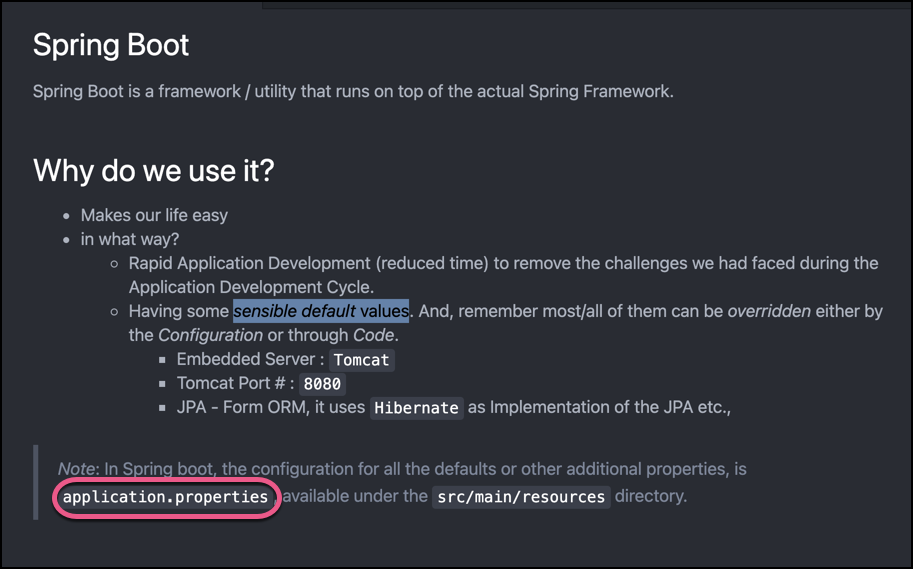 Spring Boot
Spring Boot is a framework / utility that runs on top of the actual Spring Framework.
Why do we use it?
Makes our life easy
in what way?
Rapid Application Development (reduced time) to remove the challenges we had faced during the
Application Development Cycle.
Having some sensible default values. And, remember most/all of them can be overridden either by
the Configuration or through Code.
Embedded Server : Tomcat
Tomcat Port # : 8080
JPA - Form ORM, it uses Hibernate as Implementation of the JPA etc.,
Note: In Spring boot, the configuration for all the defaults or other additional properties, is
application.properties available under the src/main/resources directory.